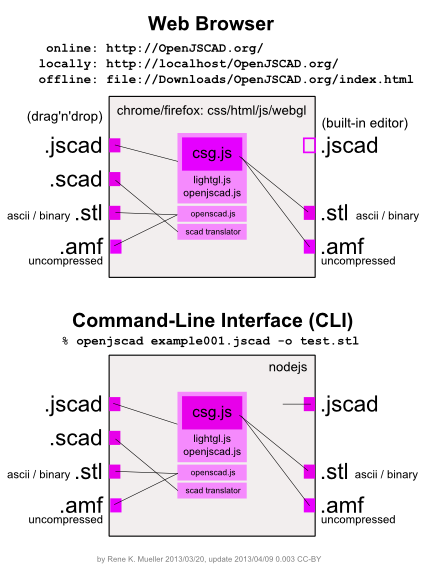 Web Browser
online: http://OpenJSCAD.org/
locally: http://localhost/OpenJSCAD.org/
offline: file://Downloads/OpenJSCAD.org/index.html
chrome/firefox: css/html/js/webgl
(drag'n'drop)
(built-in editor)
.jscad
csg.js
.jscad
.scad
lightgl.js
openjscad.js
ascii / binary .stl
openscad.js
.stl ascii / binary
scad translator
.amf
uncompressed
.amf
uncompressed
Command-Line Interface (CLI)
% openjscad example001.jscad -o test.stl
nodejs
.jscad
csg.js
.jscad
.scad
lightgl.js
openjscad.js
ascii / binary .stl
openscad.js
.stl ascii / binary
scad translator
.amf
uncompressed
.amf
uncompressed
by Rene K. Mueller 2013/03/20, update 2013/04/09 0.003 CC-BY